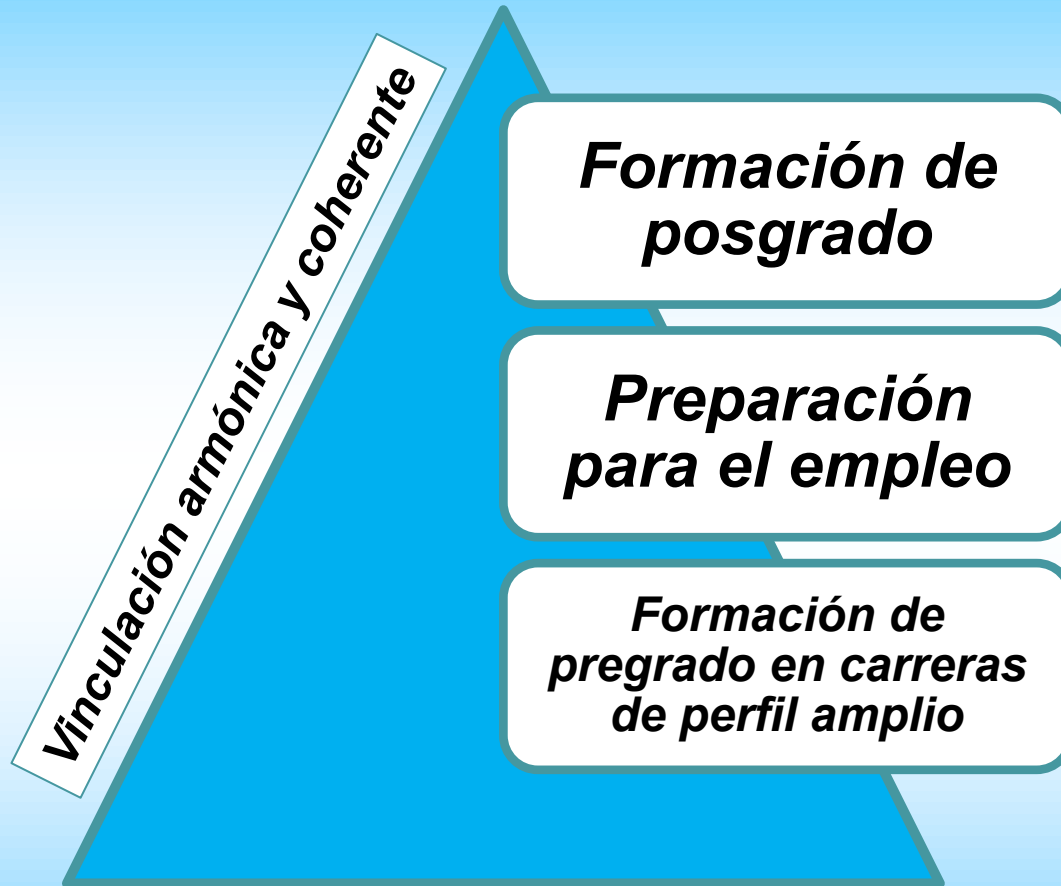 Vinculación armónica y coherente
Formación de
posgrado
Preparación
para el empleo
Formación de
pregrado en carreras
de perfil amplio